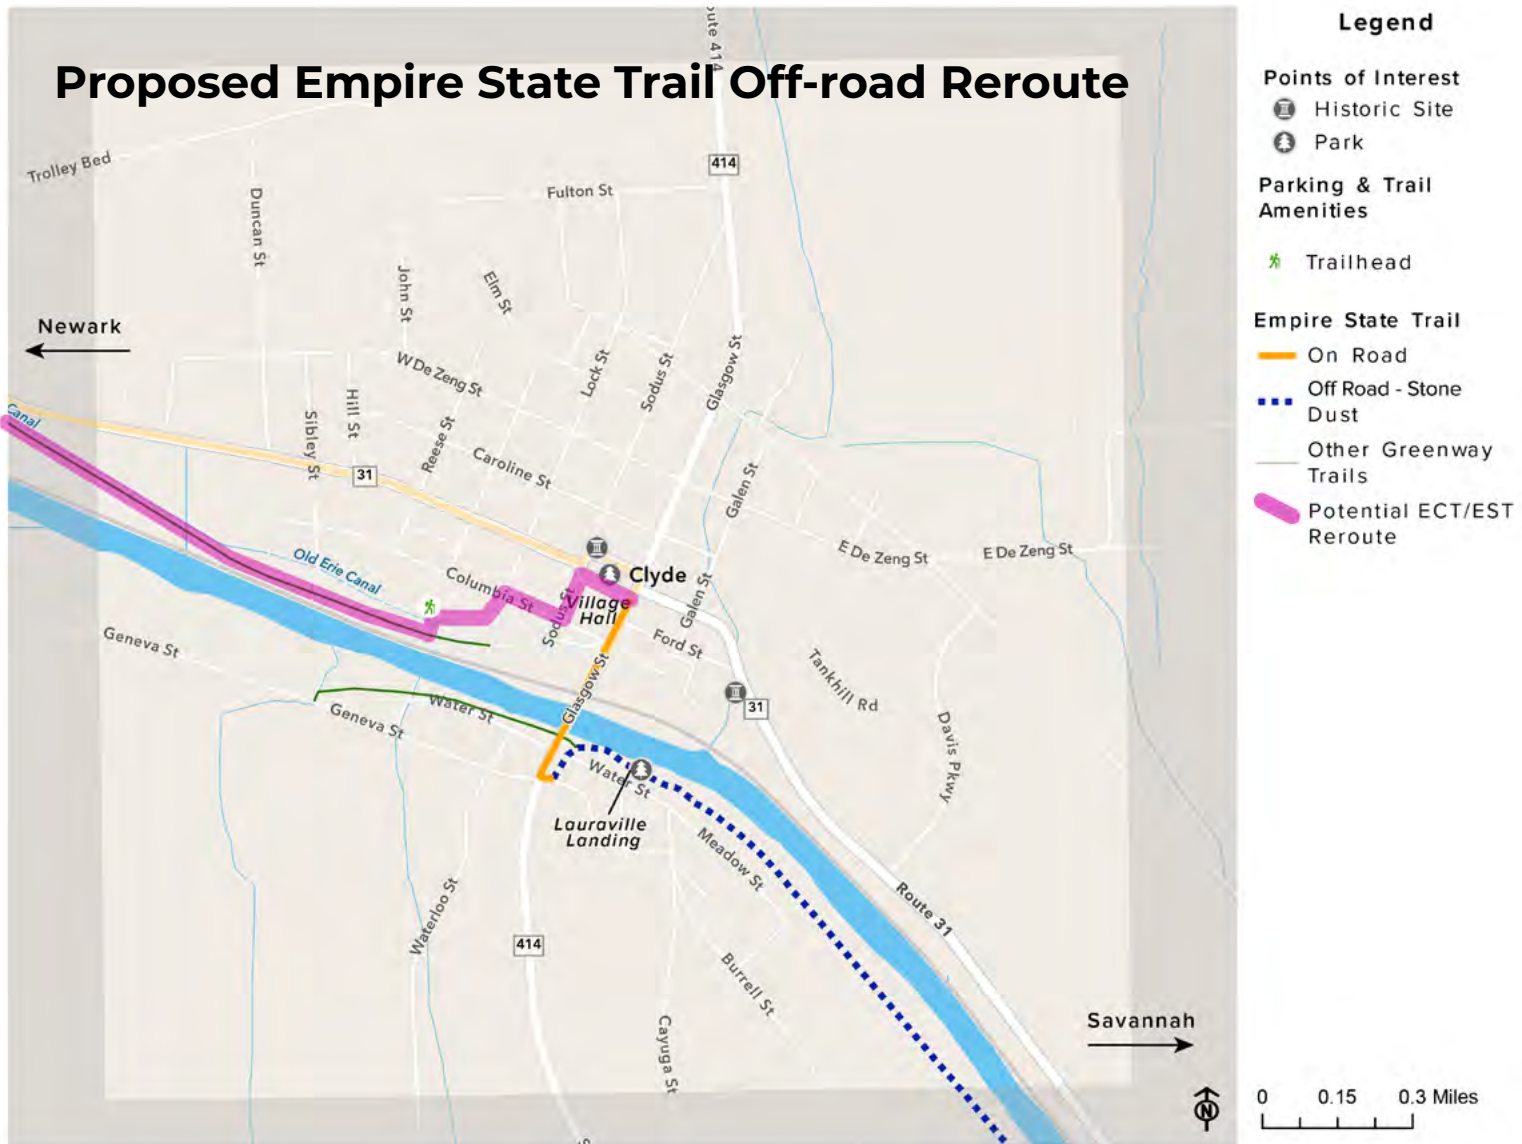 Proposed Empire State Trail Off-road Reroute
Trolley Bed
Duncan St
Fulton St
414
John St
Elm St
Newark
W De Zeng St
Lock St
Sodus St
Glasgow St
Canal
Sibley St
Hill St
31
Reese St
Caroline St
Galen St
E De Zeng St
E De Zeng St
Old Erie Canal
Columbia St
Sodus St
Clyde
Village
Hall
Galen St
Ford St
Geneva St
Geneva St
Water St
Glasgow St
Tankhill Rd
31
Davis Pkwy
Water St
Lauraville
Landing
Meadow St
Route 31
Waterloo St
414
Burrell St
Cayuga St
Savannah
N
Legend
Points of Interest
Historic Site
Park
Parking & Trail
Amenities
Trailhead
Empire State Trail
On Road
Off Road - Stone
Dust
Other Greenway
Trails
Potential ECT/EST
Reroute
0 0.15 0.3 Miles